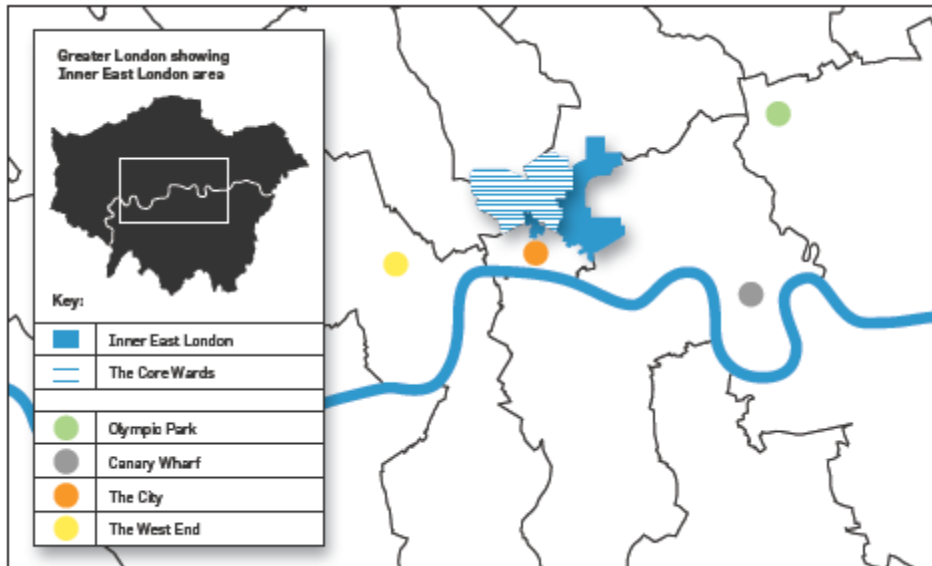 Greater London showing
Inner East London area
Key:
Inner East London
The Core Wards
Olympic Park
Canary Wharf
The City
The West End